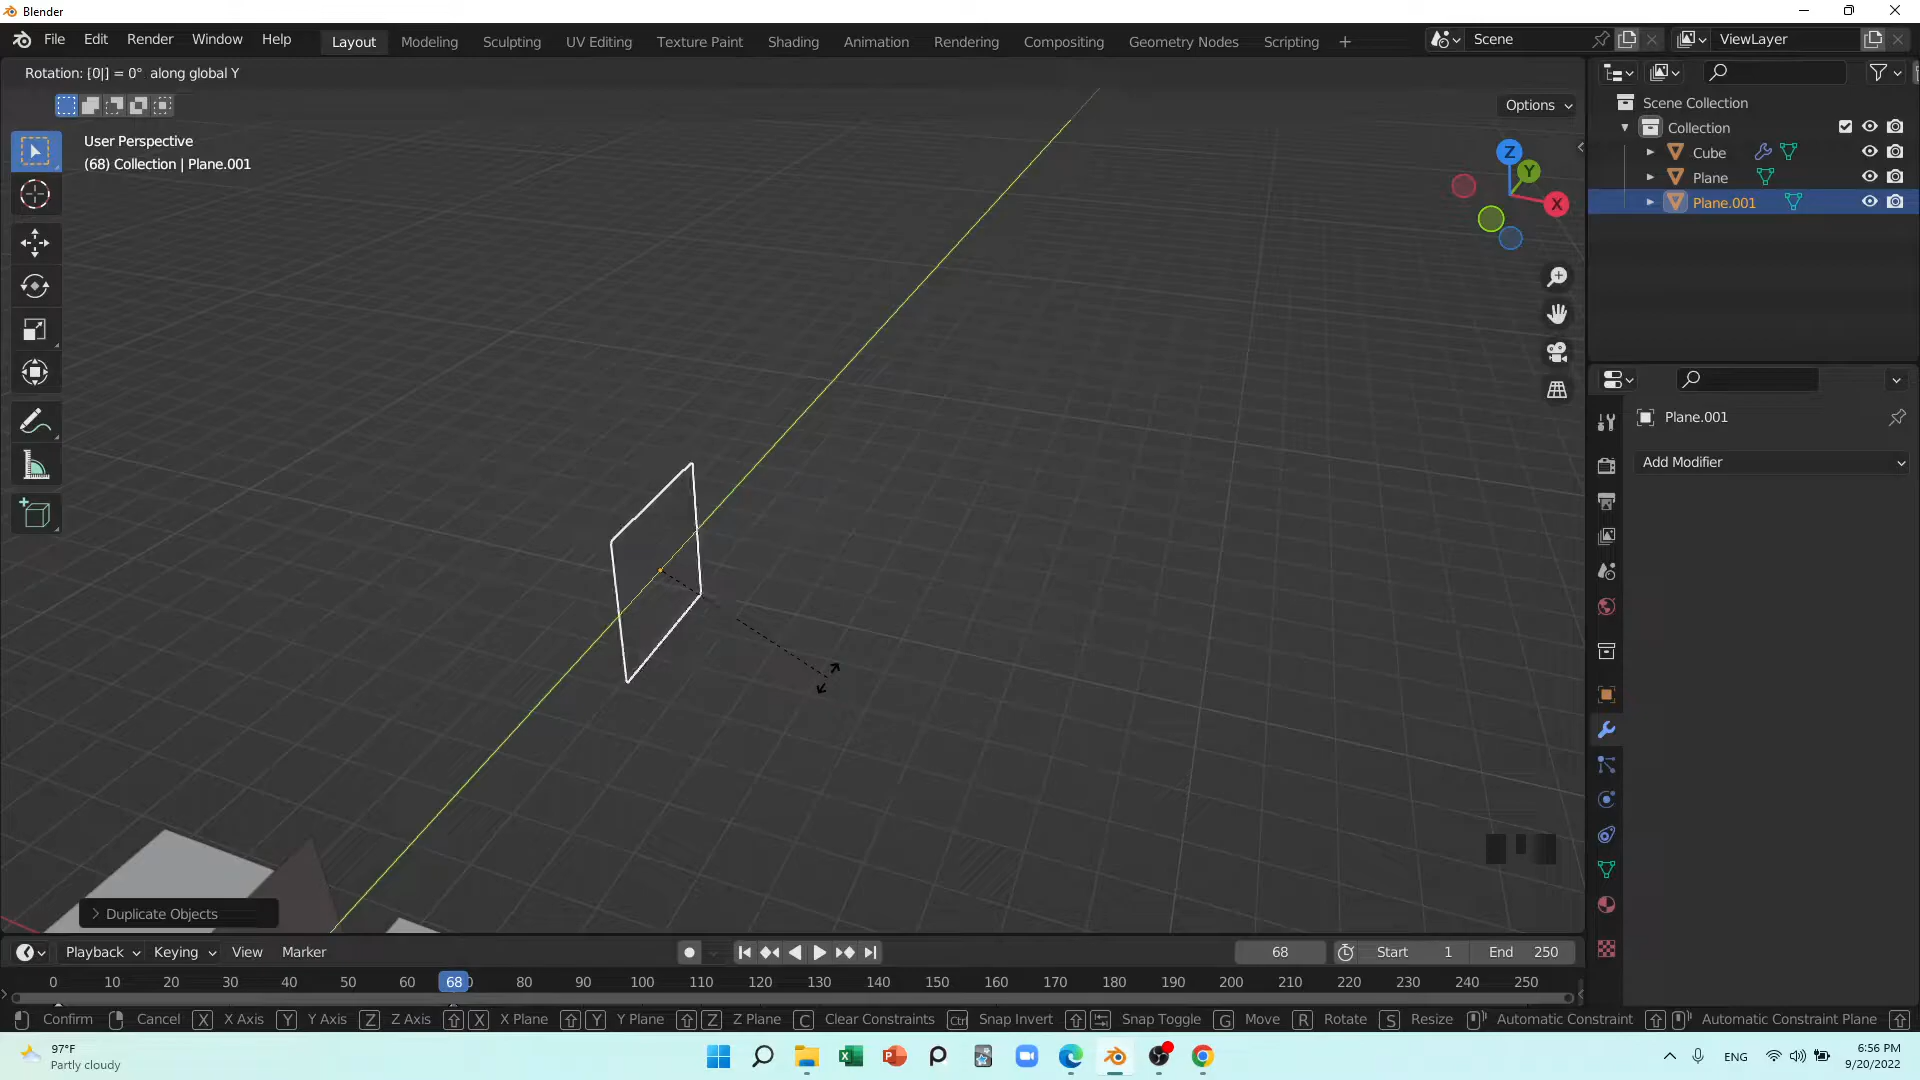 Blender
File Edit Render Window Help Layout Modeling Sculpting UV Editing Texture Paint Shading Animation Rendering Compositing Geometry Nodes Scripting + Scene ViewLayer
Rotation: [0|] = 0° along global Y
Options
User Perspective
(68) Collection | Plane.001
Z
Y
X
Scene Collection
Collection
Cube
Plane
Plane.001
Plane.001
Add Modifier
Duplicate Objects
Playback Keying View Marker 68 Start 1 End 250
0 10 20 30 40 50 60 68 80 90 100 110 120 130 140 150 160 170 180 190 200 210 220 230 240 250
Confirm Cancel X X Axis Y Y Axis Z Z Axis X X Plane Y Y Plane Z Z Plane C Clear Constraints Ctrl Snap Invert Snap Toggle G Move R Rotate S Resize Automatic Constraint Automatic Constraint Plane
97°F
Partly cloudy
ENG
6:56 PM
9/20/2022